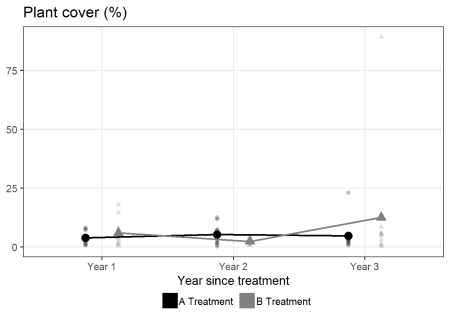 Plant cover (%)
75
50
25
0
Year 1 Year 2 Year 3
Year since treatment
A Treatment B Treatment